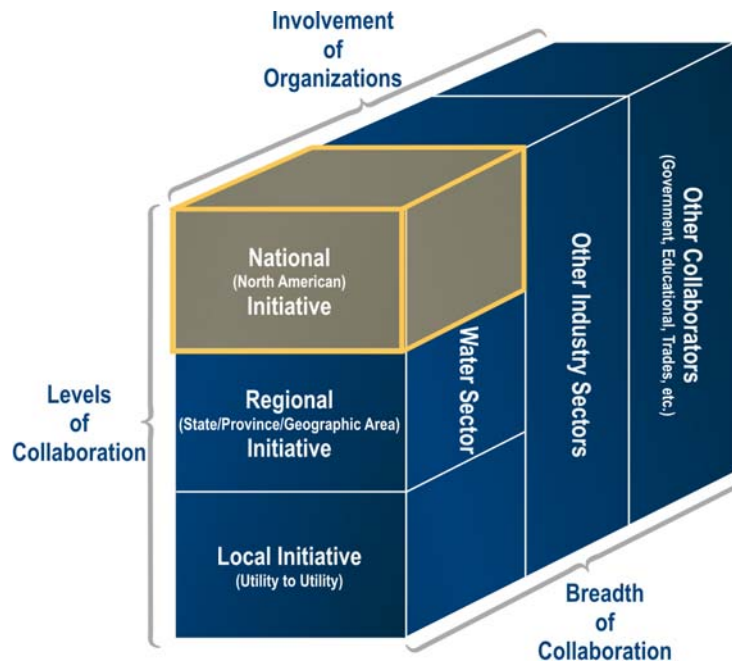 Involvement
of
Organizations
National
(North American)
Initiative
Regional
(State/Province/Geographic Area)
Initiative
Local Initiative
(Utility to Utility)
Water Sector
Other Industry Sectors
Other Collaborators
(Government, Educational, Trades, etc.)
Levels
of
Collaboration
Breadth
of
Collaboration